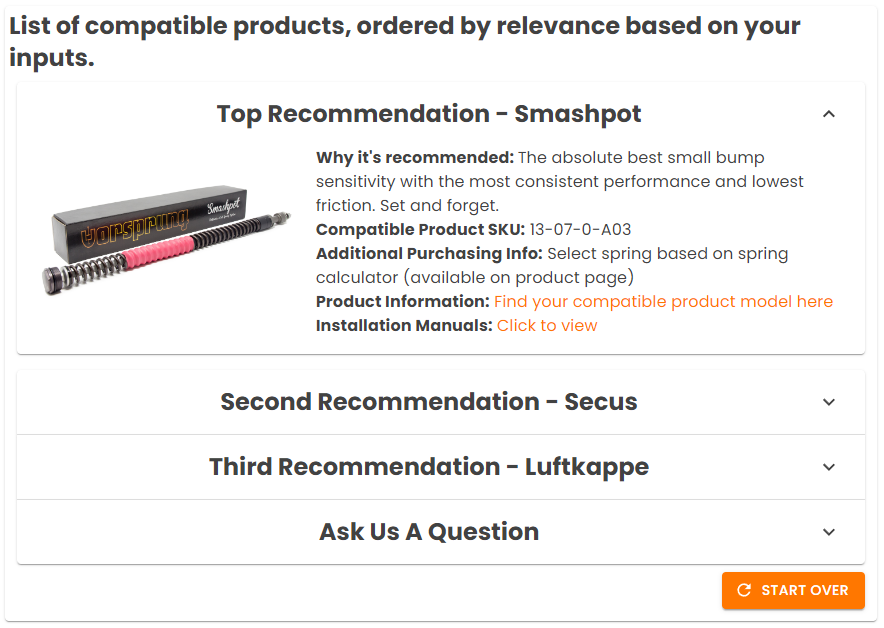 List of compatible products, ordered by relevance based on your
inputs.
Top Recommendation - Smashpot
vorsprung
Smashpot
Why it's recommended: The absolute best small bump
sensitivity with the most consistent performance and lowest
friction. Set and forget.
Compatible Product SKU: 13-07-0-A03
Additional Purchasing Info: Select spring based on spring
calculator (available on product page)
Product Information: Find your compatible product model here
Installation Manuals: Click to view
Second Recommendation - Secus
Third Recommendation - Luftkappe
Ask Us A Question
START OVER